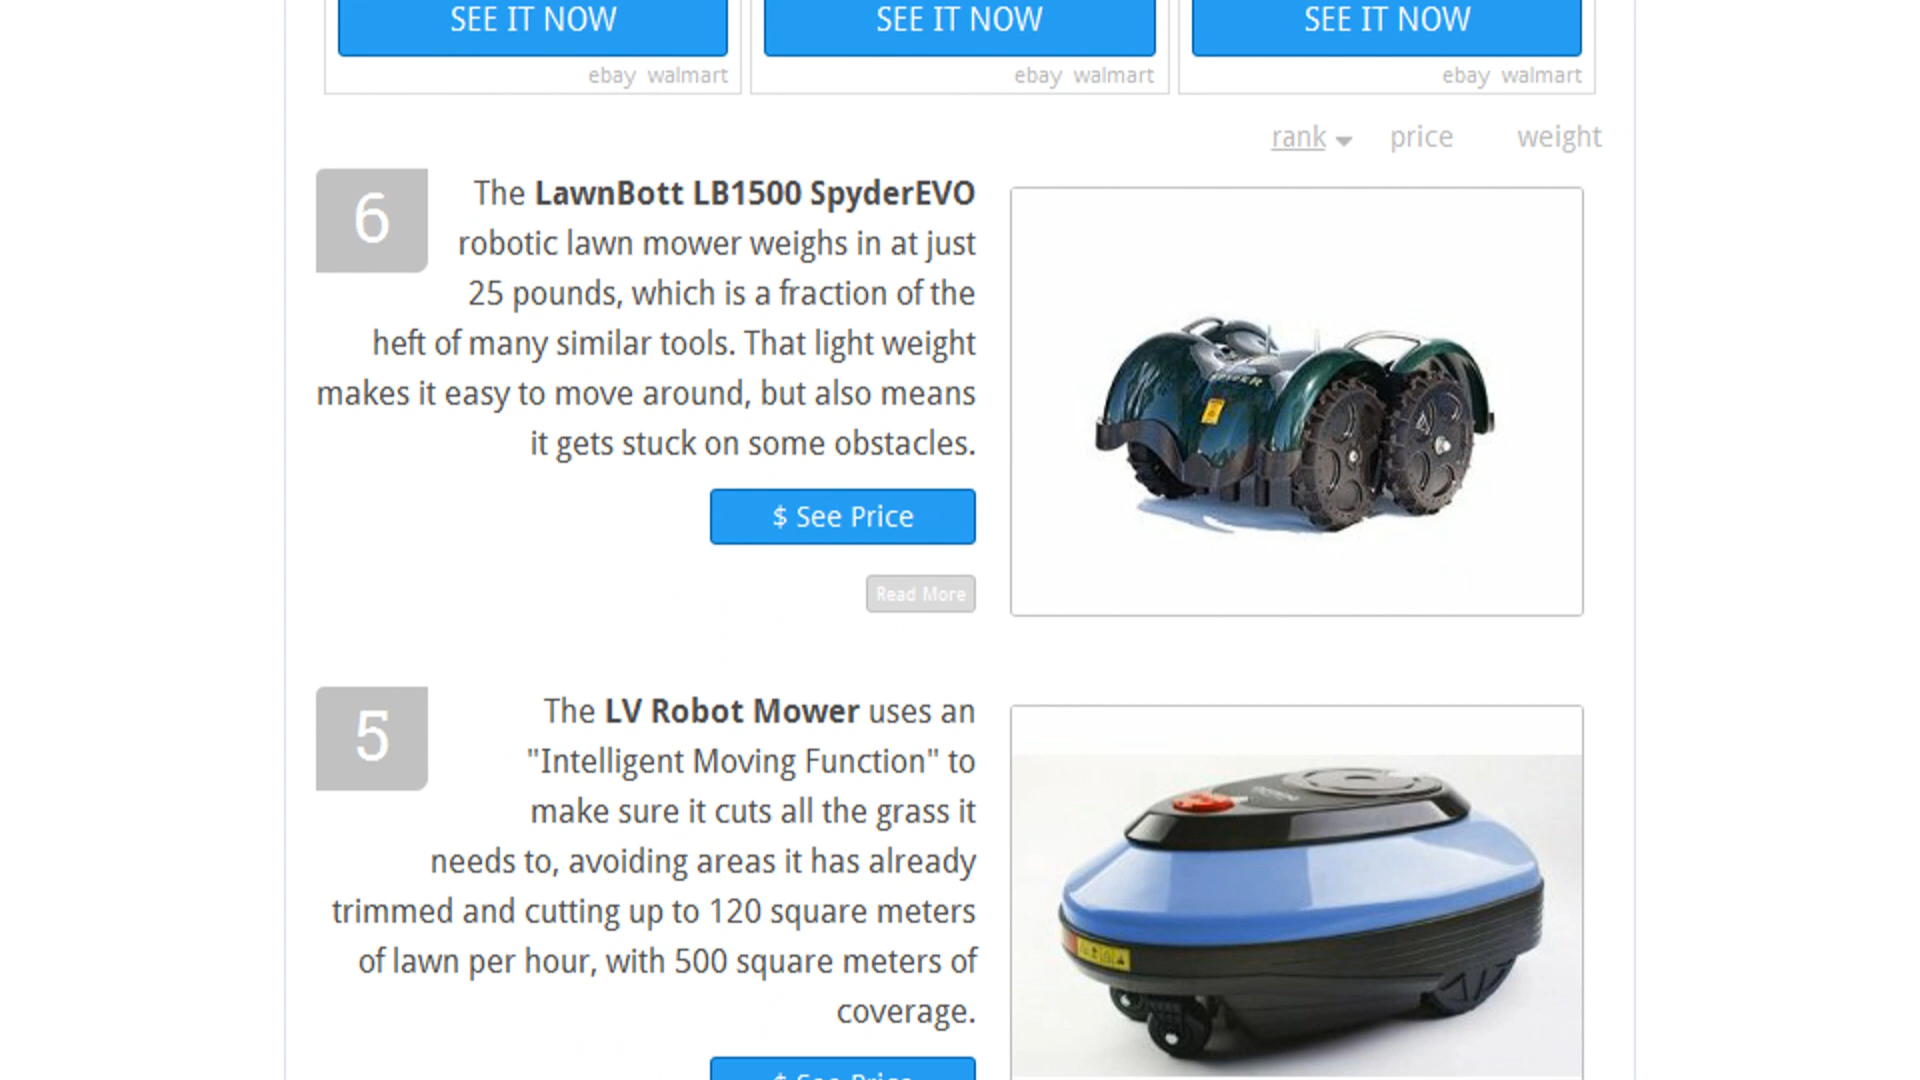 SEE IT NOW
SEE IT NOW
SEE IT NOW
ebay walmart
ebay walmart
ebay walmart
rank price weight
6
The LawnBott LB1500 SpyderEVO
robotic lawn mower weighs in at just
25 pounds, which is a fraction of the
heft of many similar tools. That light weight
makes it easy to move around, but also means
it gets stuck on some obstacles.
$ See Price
Read More
5
The LV Robot Mower uses an
"Intelligent Moving Function" to
make sure it cuts all the grass it
needs to, avoiding areas it has already
trimmed and cutting up to 120 square meters
of lawn per hour, with 500 square meters of
coverage.
$ See Price